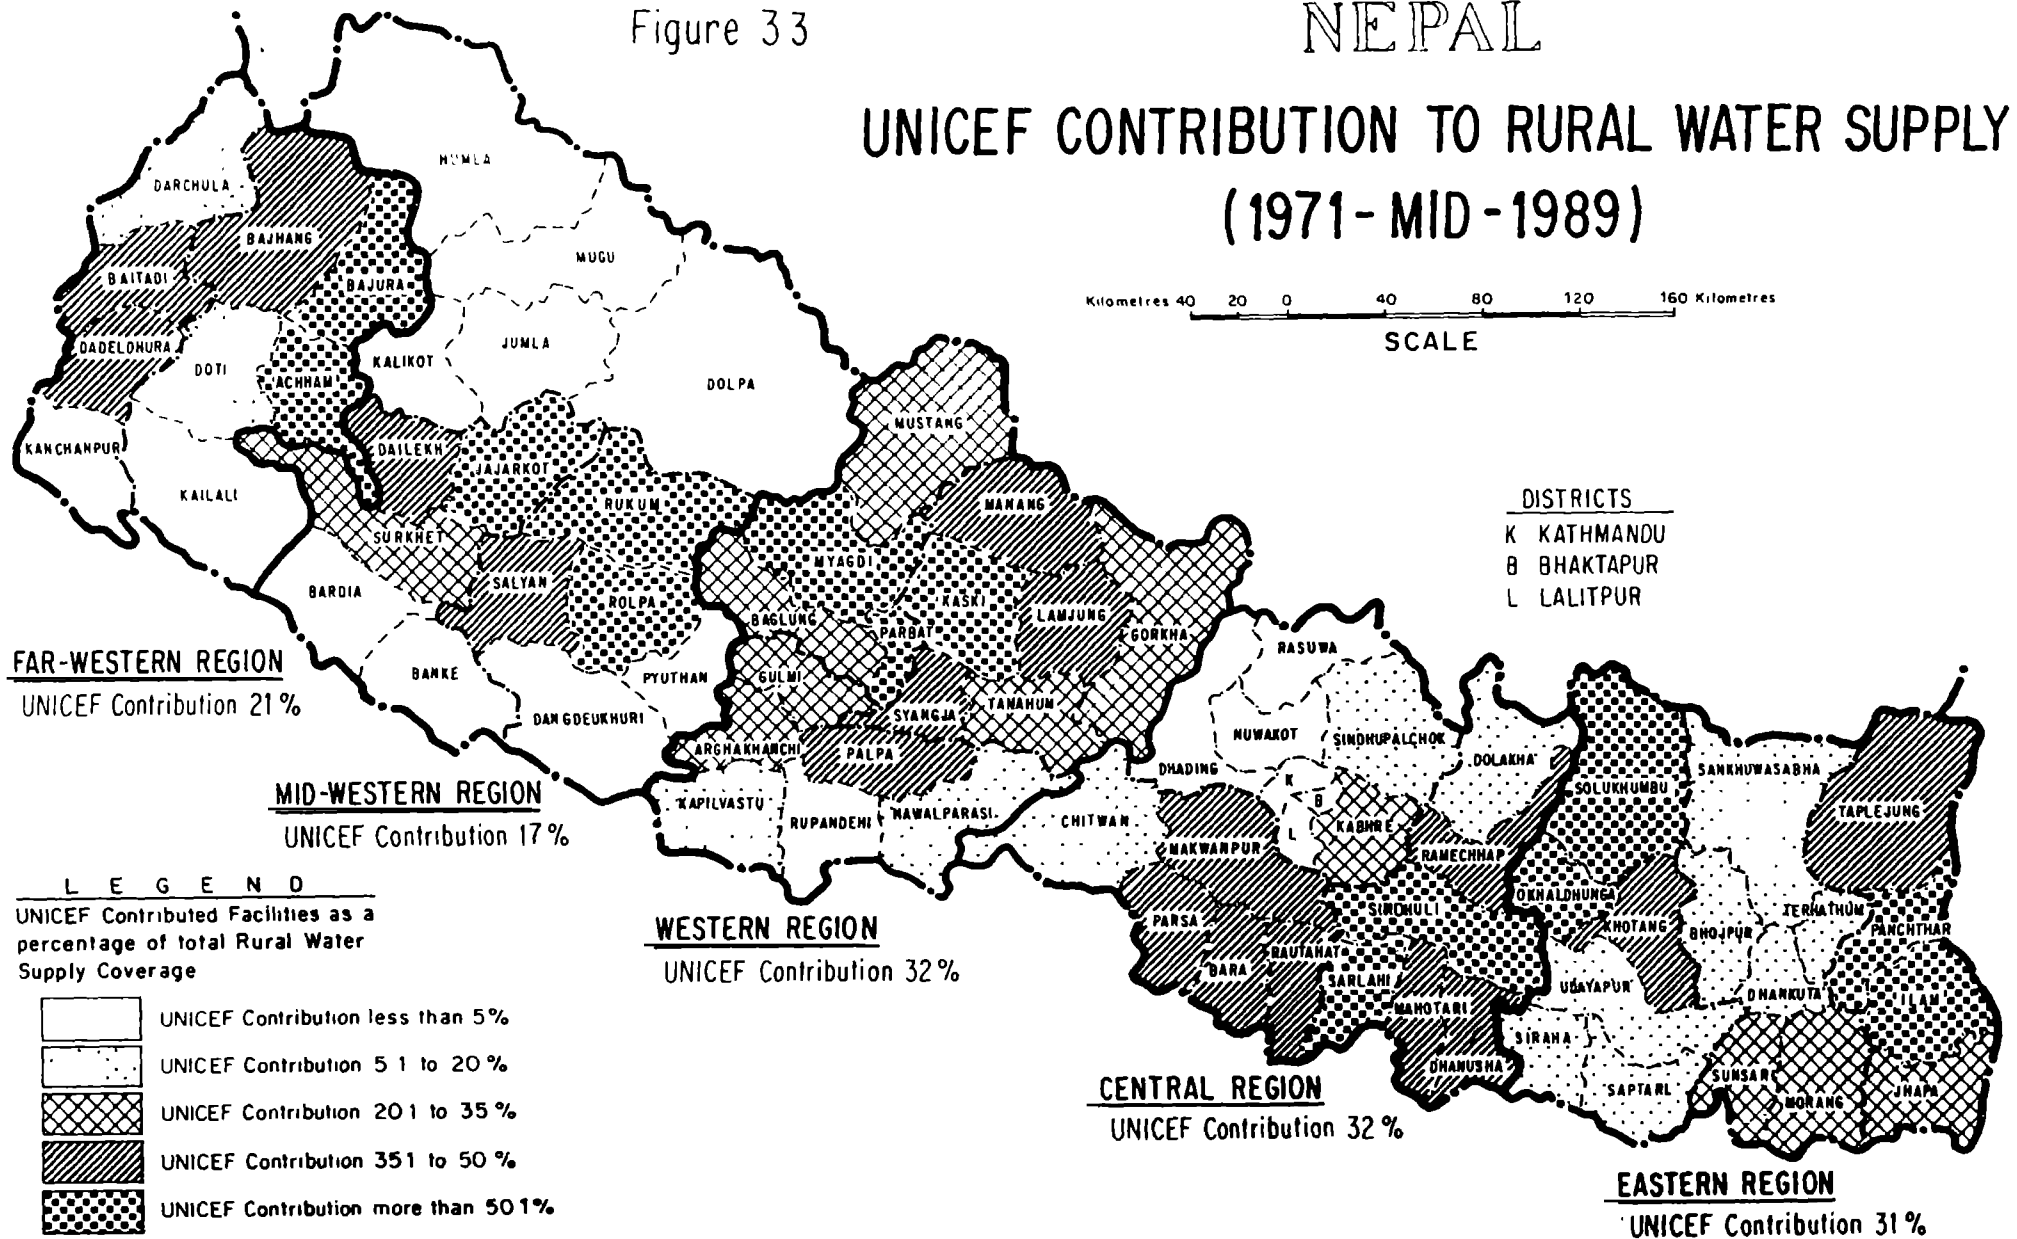 Figure 33
NEPAL
UNICEF CONTRIBUTION TO RURAL WATER SUPPLY
(1971-MID-1989)
Kilometres 40 20 0 40 80 120 160 Kilometres
SCALE
DISTRICTS
K KATHMANDU
B BHAKTAPUR
L LALITPUR
HUMLA
DARCHULA
BAJHANG
MUGU
BAITADI
BAJURA
DADELDHURA
DOTI
ACHHAM
KALIKOT
JUMLA
DOLPA
MUSTANG
KANCHANPUR
KAILALI
DAILEKH
JAJARKOT
RUKUM
MANANG
SURKHET
SALYAN
ROLPA
MYAGDI
KASKI
LAMJUNG
BARDIA
BAGLUNG
PARBAT
GORKHA
BANKE
PYUTHAN
GULMI
DANGDEUKHURI
SYANGJA
TANAHUM
ARGHAKHANCHI
PALPA
KAPILVASTU
RUPANDEHI
NAWALPARASI
CHITWAN
RASUWA
NUWAKOT
SINDHUPALCHOK
DHADING
DOLAKHA
K
B
L
KABHRE
MAKWANPUR
RAMECHHAP
SOLUKHUMBU
SANKHUWASABHA
TAPLEJUNG
OKHALDHUNGA
SINDHULI
PARSA
BARA
RAUTAHAT
SARLAHI
MAHOTARI
DHANUSHA
KHOTANG
BHOJPUR
TERHATHUM
PANCHTHAR
UDAYAPUR
DHANKUTA
ILAM
SIRAHA
SAPTARI
SUNSARI
MORANG
JHAPA
FAR-WESTERN REGION
UNICEF Contribution 21%
MID-WESTERN REGION
UNICEF Contribution 17%
WESTERN REGION
UNICEF Contribution 32%
CENTRAL REGION
UNICEF Contribution 32%
EASTERN REGION
UNICEF Contribution 31%
LEGEND
UNICEF Contributed Facilities as a
percentage of total Rural Water
Supply Coverage
UNICEF Contribution less than 5%
UNICEF Contribution 5 1 to 20%
UNICEF Contribution 20 1 to 35%
UNICEF Contribution 35 1 to 50%
UNICEF Contribution more than 50 1%